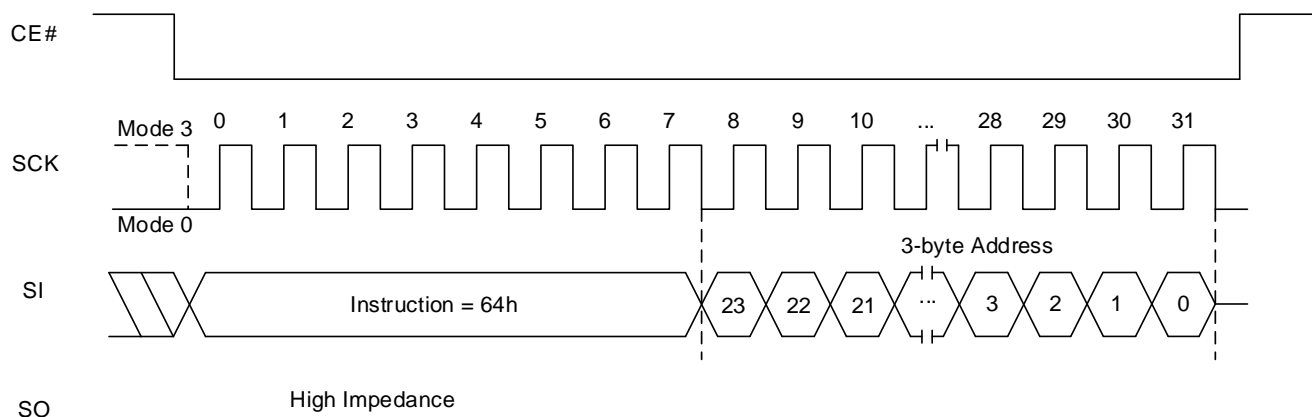 CE#
0 1 2 3 4 5 6 7 8 9 10 ... 28 29 30 31
Mode 3
SCK
Mode 0
3-byte Address
SI
Instruction = 64h
23 22 21 ... 3 2 1 0
High Impedance
SO